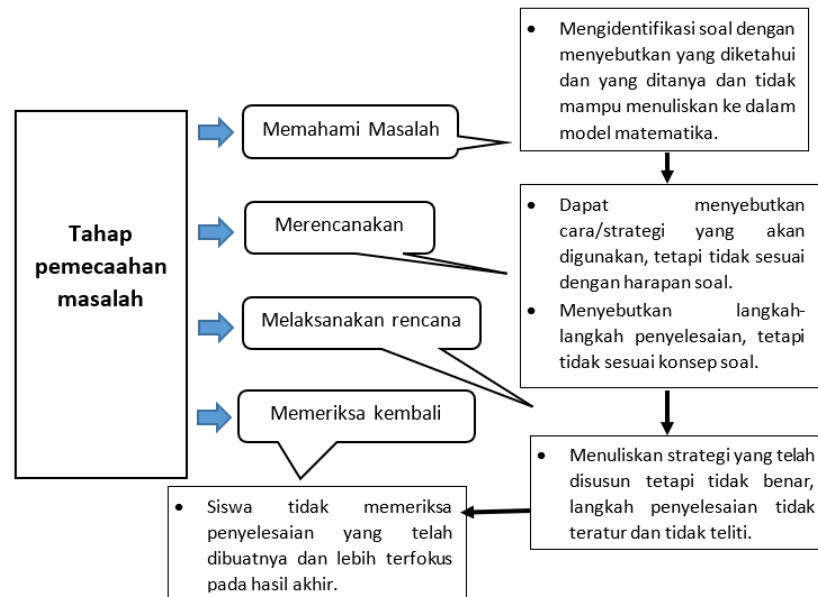 Tahap
pemecaahan
masalah
Memahami Masalah
• Mengidentifikasi soal dengan
menyebutkan yang diketahui
dan yang ditanya dan tidak
mampu menuliskan ke dalam
model matematika.
Merencanakan
• Dapat menyebutkan
cara/strategi yang akan
digunakan, tetapi tidak sesuai
dengan harapan soal.
• Menyebutkan langkah-
langkah penyelesaian, tetapi
tidak sesuai konsep soal.
Melaksanakan rencana
• Menuliskan strategi yang telah
disusun tetapi tidak benar,
langkah penyelesaian tidak
teratur dan tidak teliti.
Memeriksa kembali
• Siswa tidak memeriksa
penyelesaian yang telah
dibuatnya dan lebih terfokus
pada hasil akhir.